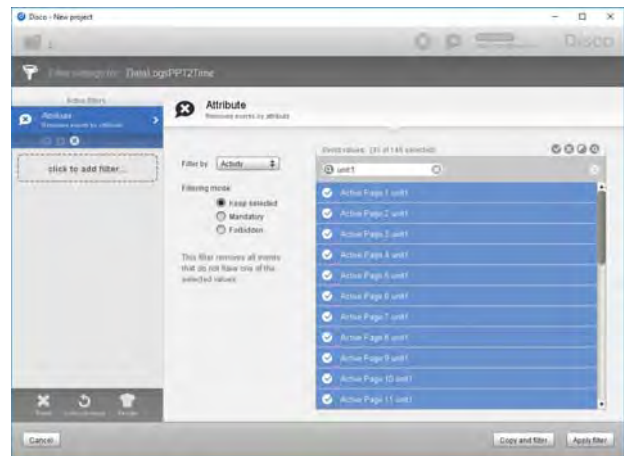 Disco - New project
Disco
Filter settings for: DataLogsPPT2Time
Active filters
Attribute
Removes events by attribute
click to add filter...
Attribute
Removes events by attribute
Filter by: Activity
Filtering mode:
Keep selected
Mandatory
Forbidden
This filter removes all events
that do not have one of the
selected values.
Event values:
unit1
Active Page 1 unit1
Active Page 2 unit1
Active Page 3 unit1
Active Page 4 unit1
Active Page 5 unit1
Active Page 6 unit1
Active Page 7 unit1
Active Page 8 unit1
Active Page 9 unit1
Active Page 10 unit1
Active Page 11 unit1
Cancel
Copy and filter
Apply filter